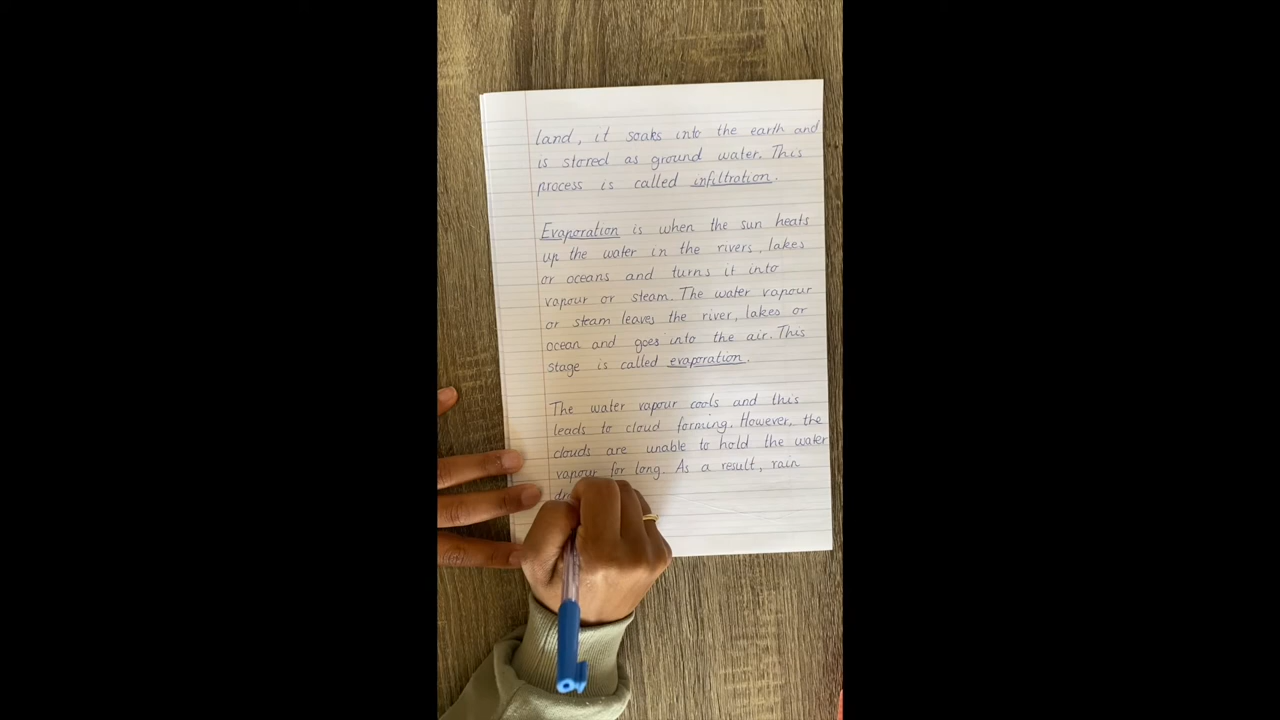 land, it soaks into the earth and
is stored as ground water. This
process is called infiltration.
Evaporation is when the sun heats
up the water in the rivers, lakes
or oceans and turns it into
vapour or steam. The water vapour
or steam leaves the river, lakes or
ocean and goes into the air. This
stage is called evaporation.
The water vapour cools and this
leads to cloud forming. However, the
clouds are unable to hold the water
vapour for long. As a result, rain